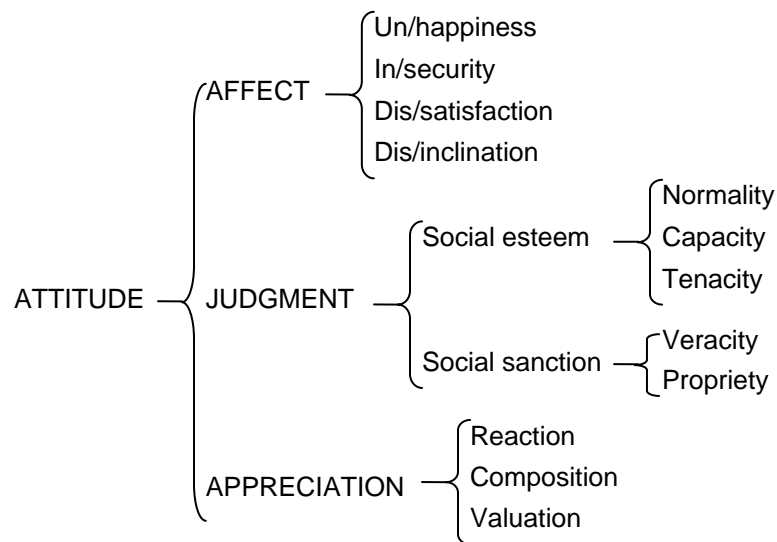 Un/happiness
In/security
AFFECT
Dis/satisfaction
Dis/inclination
Normality
Social esteem
Capacity
Tenacity
ATTITUDE
JUDGMENT
Veracity
Social sanction
Propriety
Reaction
Composition
APPRECIATION
Valuation